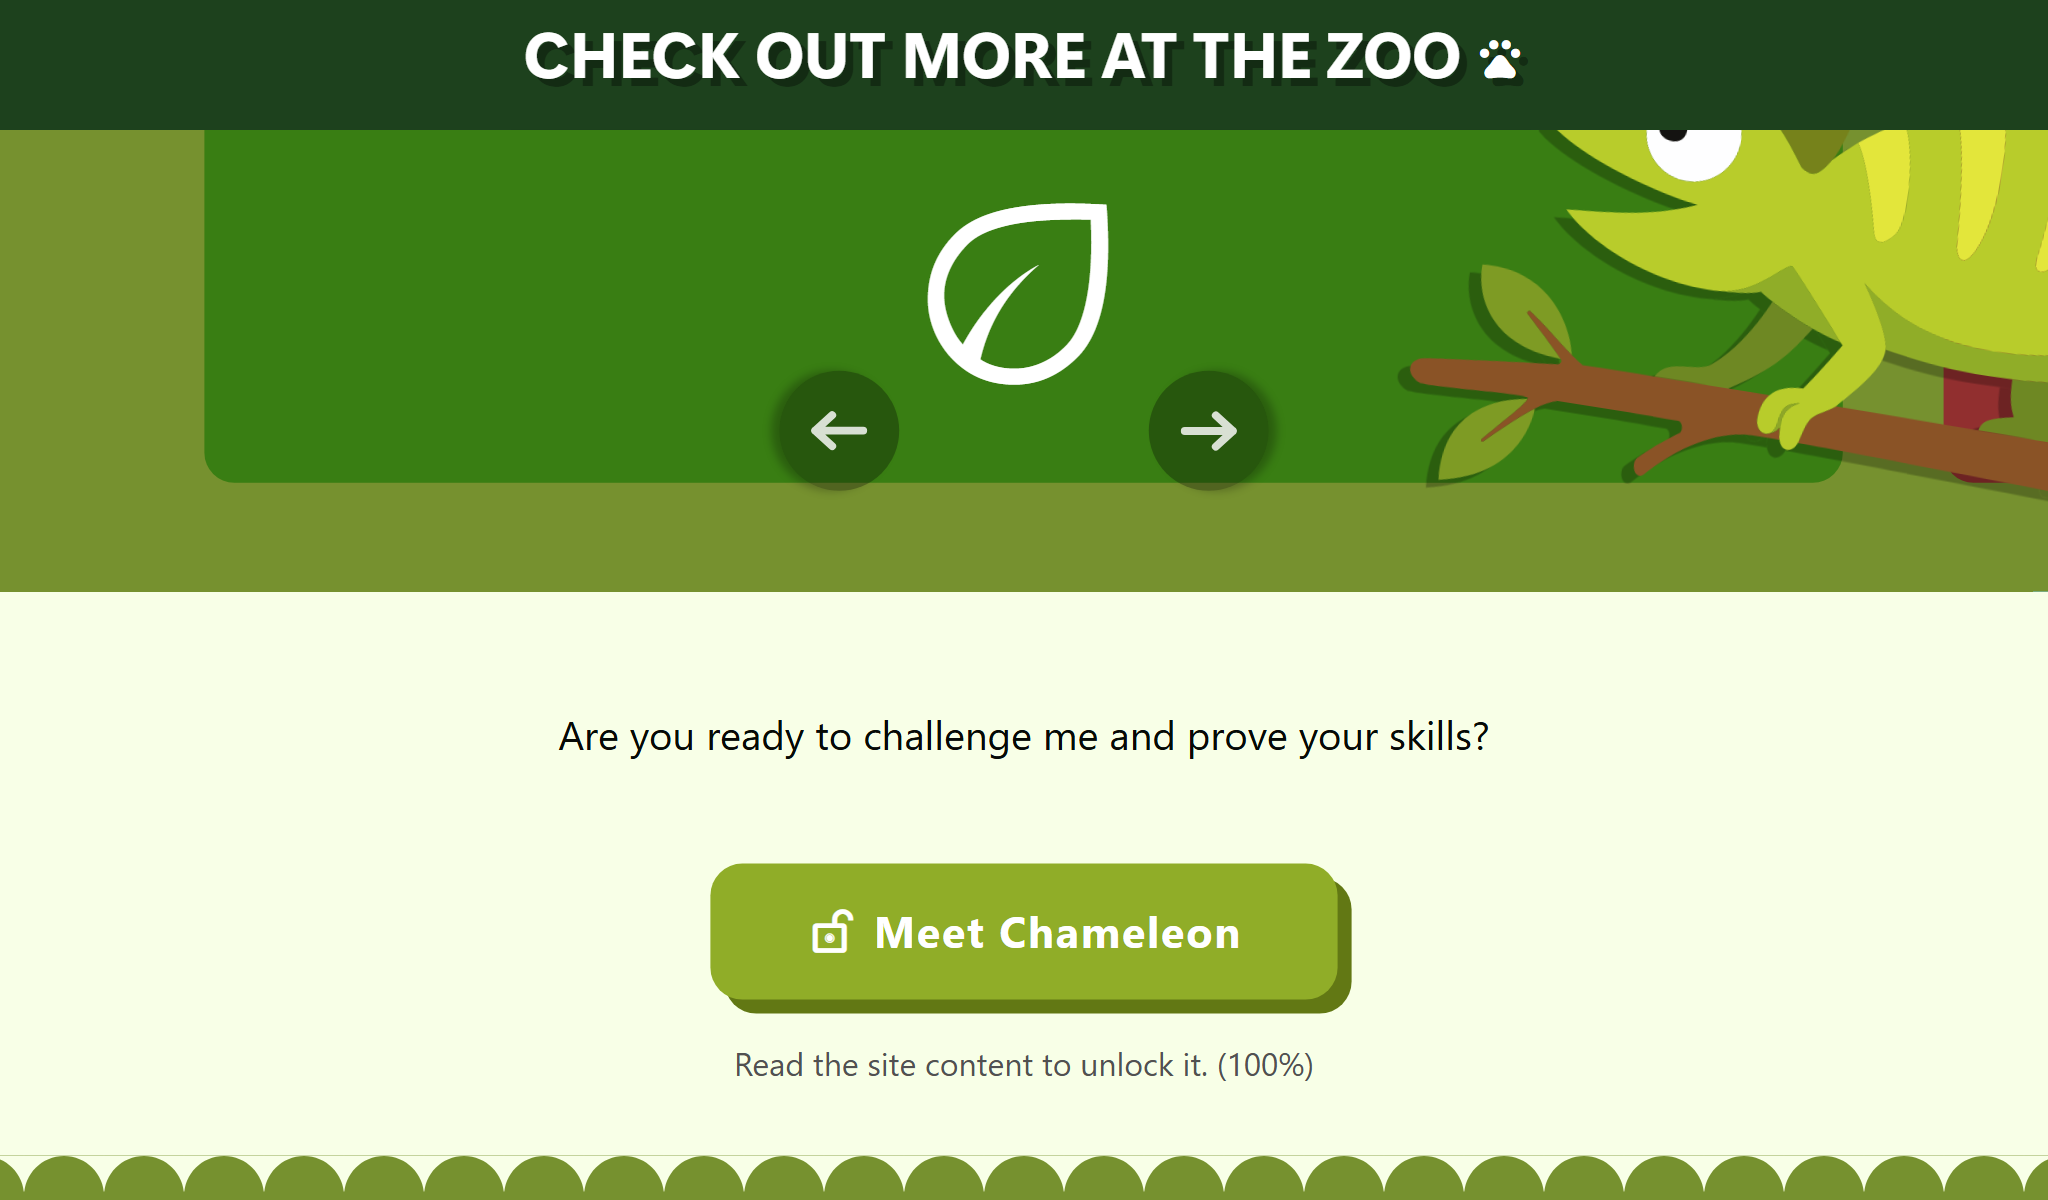 CHECK OUT MORE AT THE ZOO
Are you ready to challenge me and prove your skills?
Meet Chameleon
Read the site content to unlock it. (100%)